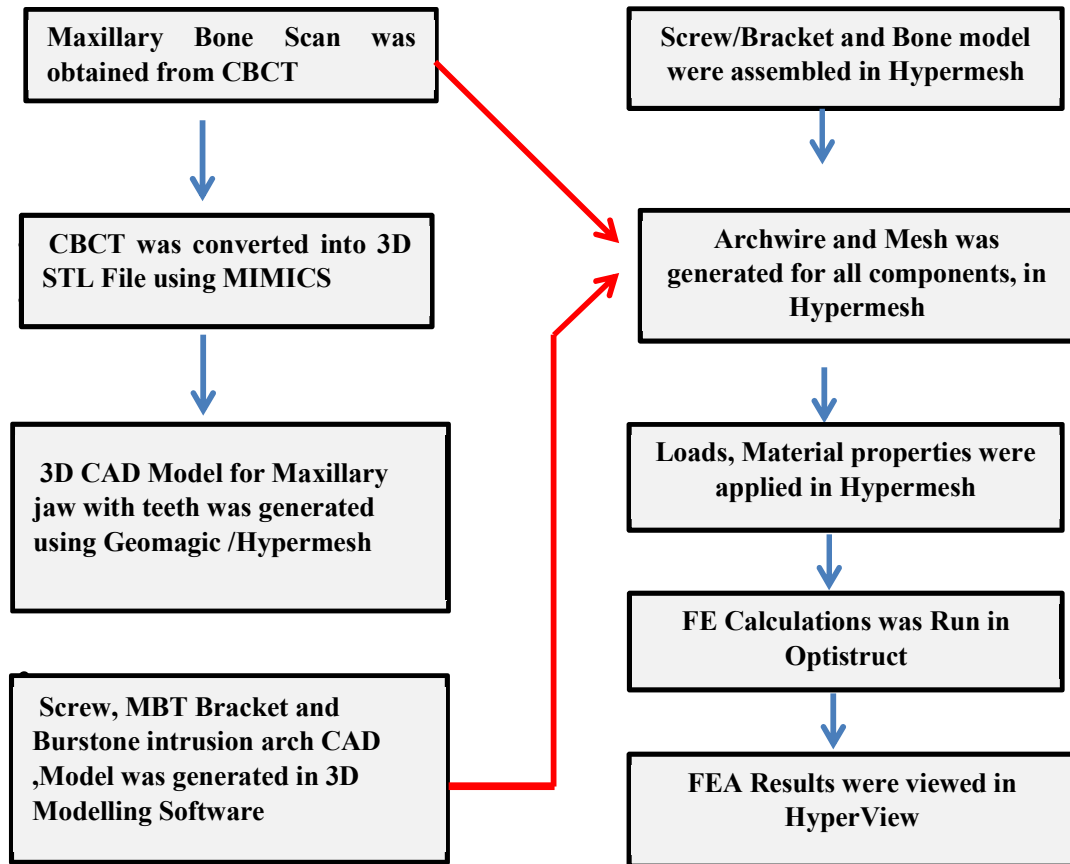 Maxillary Bone Scan was
obtained from CBCT
CBCT was converted into 3D
STL File using MIMICS
3D CAD Model for Maxillary
jaw with teeth was generated
using Geomagic /Hypermesh
Screw, MBT Bracket and
Burstone intrusion arch CAD
,Model was generated in 3D
Modelling Software
Screw/Bracket and Bone model
were assembled in Hypermesh
Archwire and Mesh was
generated for all components, in
Hypermesh
Loads, Material properties were
applied in Hypermesh
FE Calculations was Run in
Optistruct
FEA Results were viewed in
HyperView